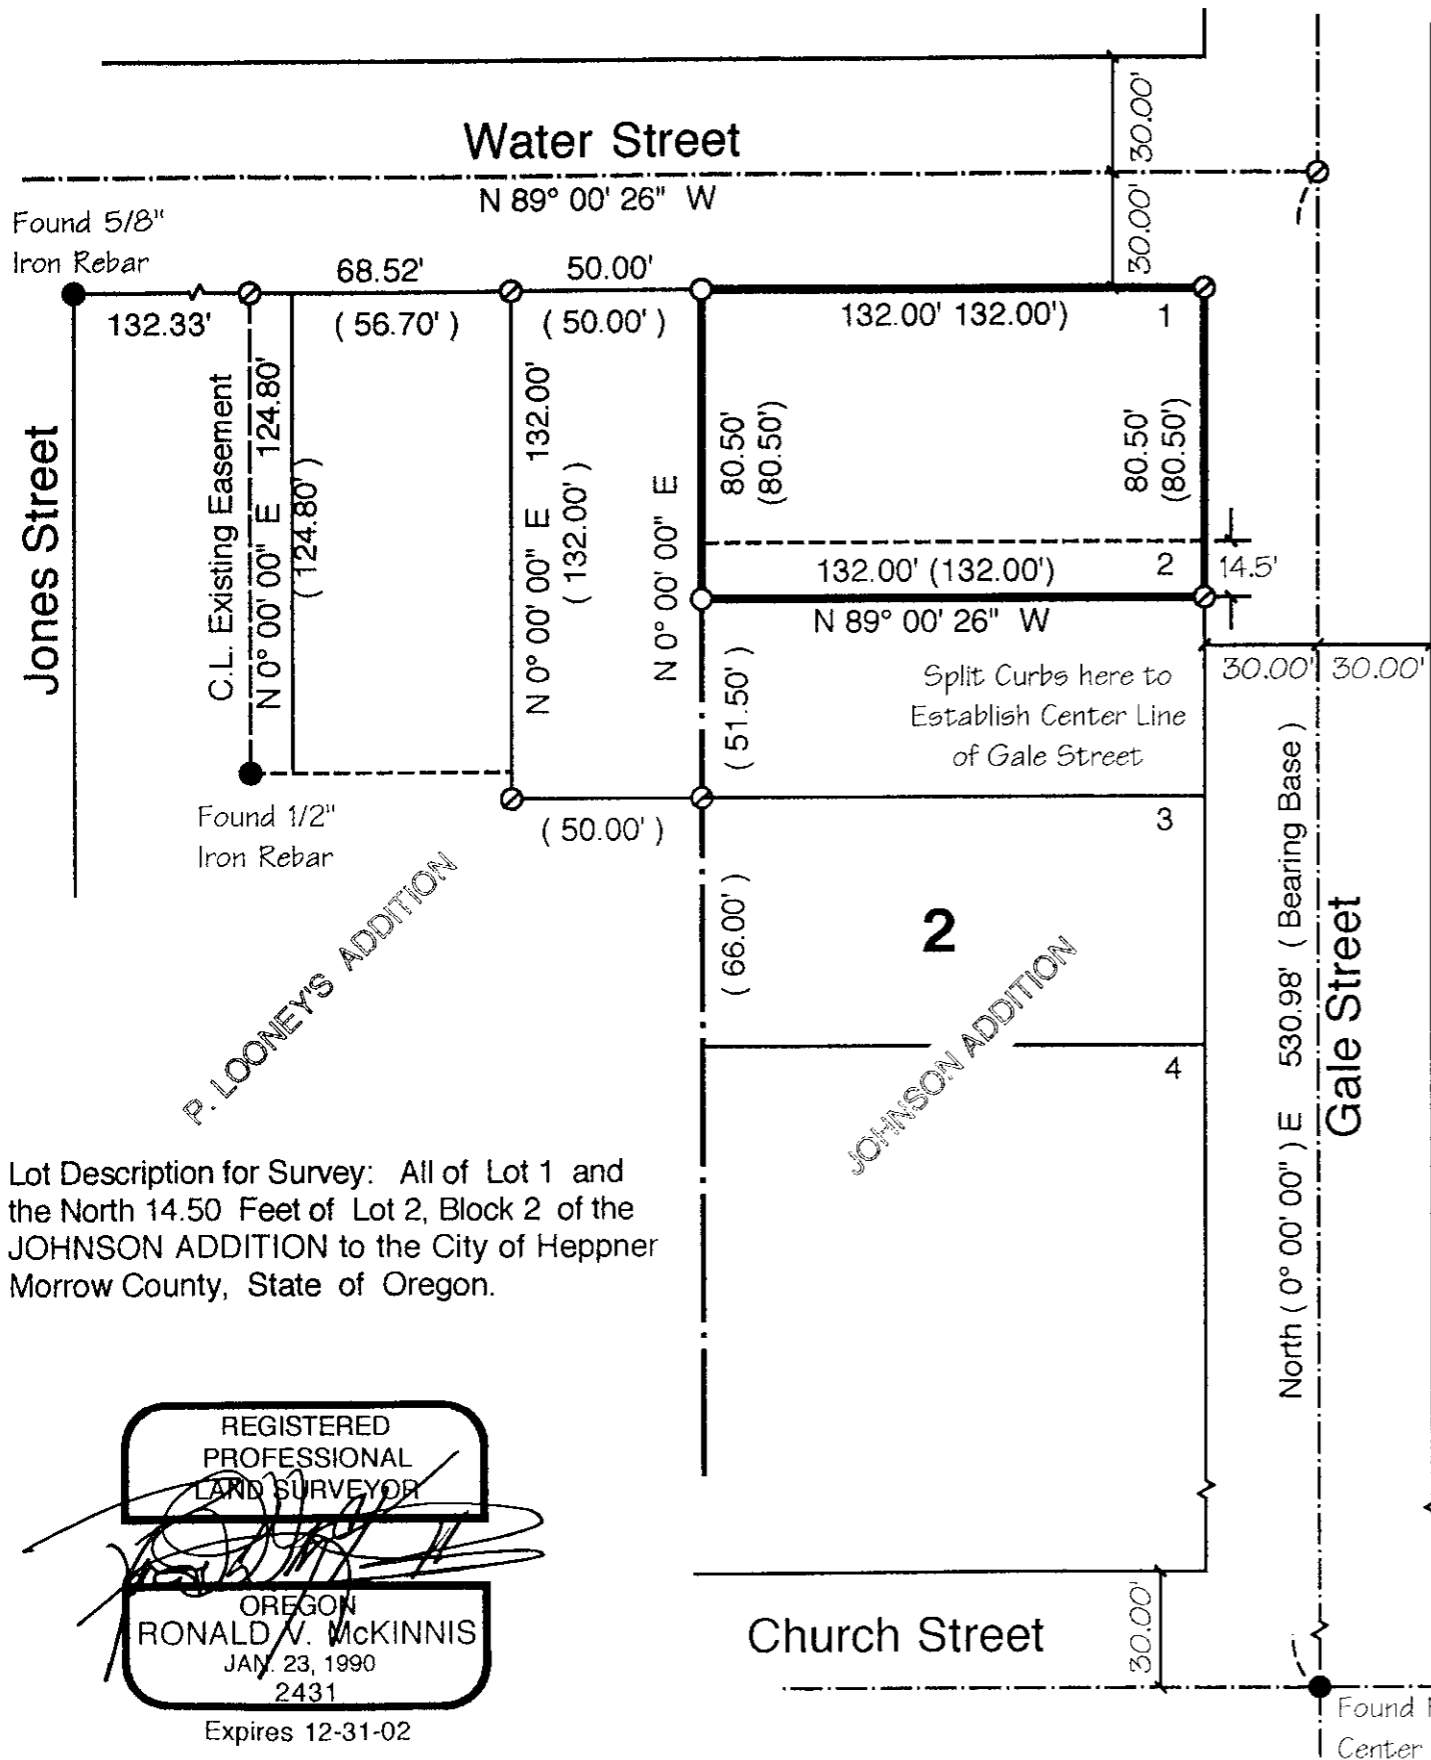 30.00'
Water Street
N 89° 00' 26" W
30.00'
Found 5/8"
Iron Rebar
68.52'
50.00'
132.33'
( 56.70' )
( 50.00' )
132.00' 132.00')
1
Jones Street
C.L. Existing Easement
N 0° 00' 00" E 124.80'
( 124.80' )
N 0° 00' 00" E 132.00'
( 132.00' )
N 0° 00' 00" E
80.50'
(80.50')
80.50'
(80.50')
132.00' (132.00')
2
14.5'
N 89° 00' 26" W
30.00'
30.00'
( 51.50' )
Split Curbs here to
Establish Center Line
of Gale Street
Found 1/2"
Iron Rebar
( 50.00' )
3
( 66.00' )
2
P. LOONEY'S ADDITION
JOHNSON ADDITION
4
North ( 0° 00' 00" ) E 530.98' ( Bearing Base )
Gale Street
Lot Description for Survey: All of Lot 1 and
the North 14.50 Feet of Lot 2, Block 2 of the
JOHNSON ADDITION to the City of Heppner
Morrow County, State of Oregon.
REGISTERED
PROFESSIONAL
LAND SURVEYOR
OREGON
RONALD V. McKINNIS
JAN. 23, 1990
2431
Expires 12-31-02
Church Street
30.00'
Found
Center